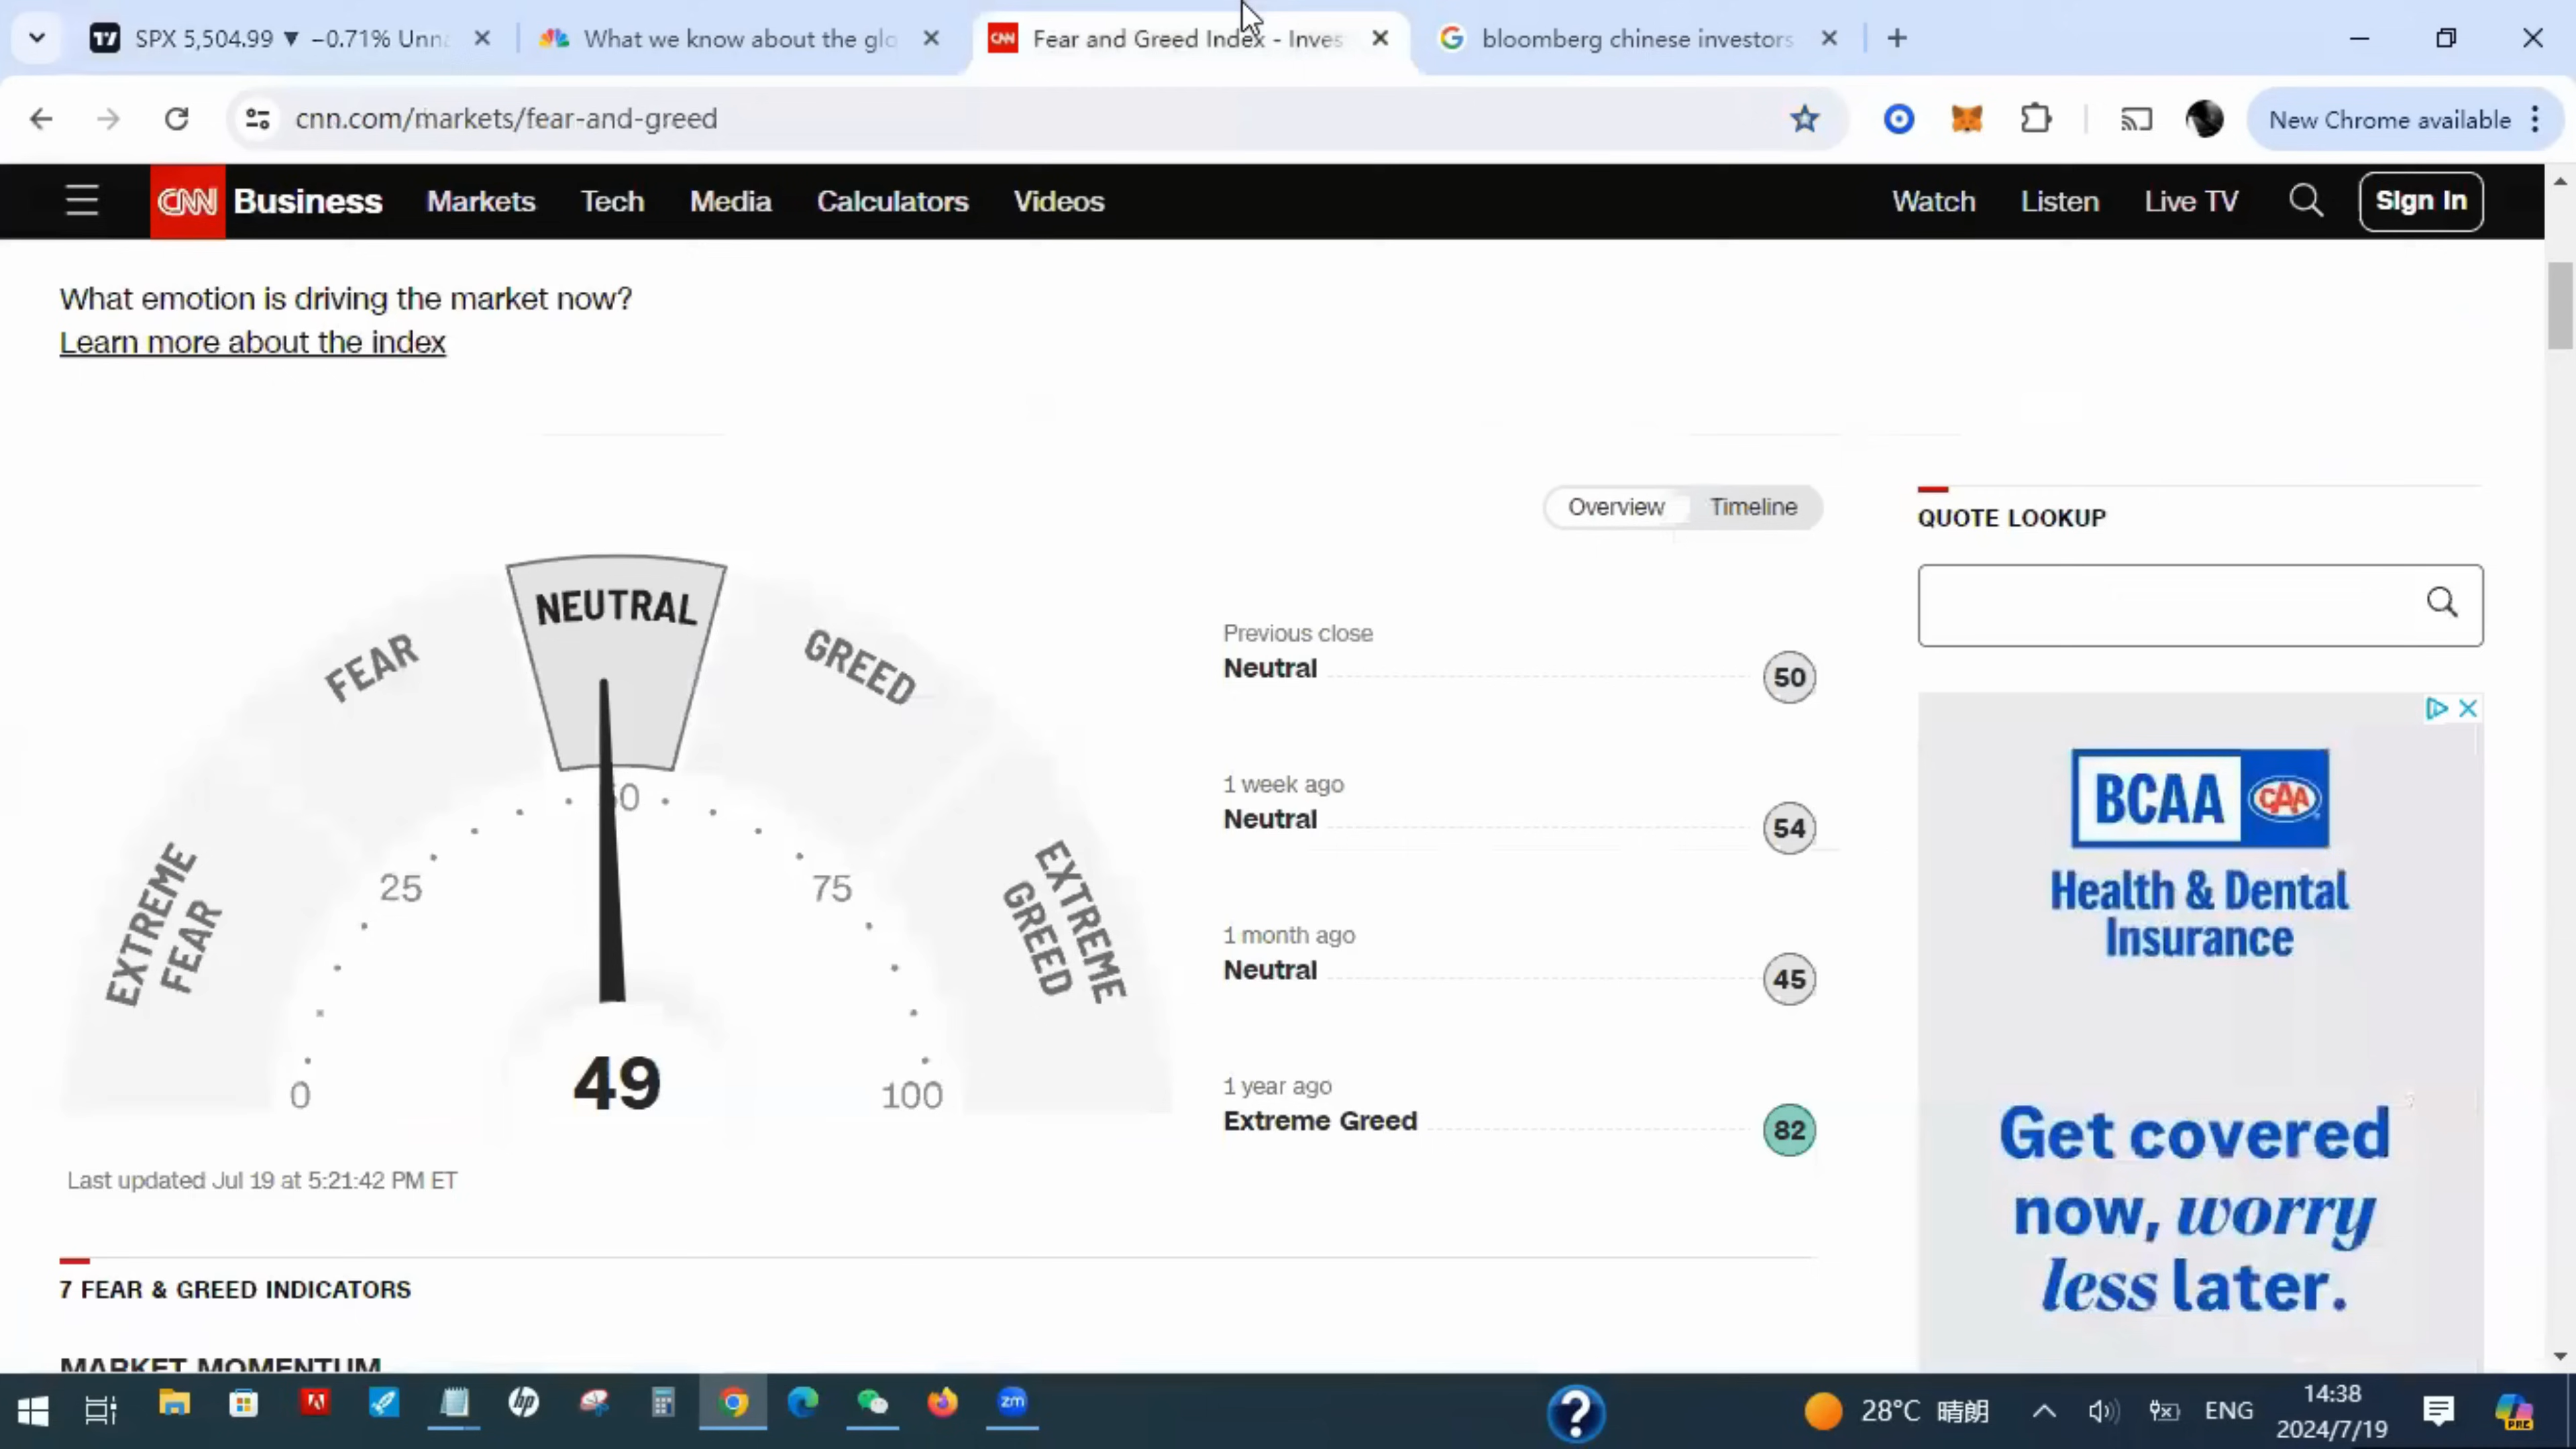 SPX 5,504.99 ▼ −0.71% Unn
What we know about the glo
Fear and Greed Index - Inves
bloomberg chinese investors
cnn.com/markets/fear-and-greed
New Chrome available
CNN Business Markets Tech Media Calculators Videos Watch Listen Live TV Sign In
What emotion is driving the market now?
Learn more about the index
Overview Timeline
QUOTE LOOKUP
EXTREME FEAR
FEAR
NEUTRAL
GREED
EXTREME GREED
0
25
50
75
100
49
Previous close
Neutral 50
1 week ago
Neutral 54
1 month ago
Neutral 45
1 year ago
Extreme Greed 82
Last updated Jul 19 at 5:21:42 PM ET
BCAA CAA
Health & Dental
Insurance
Get covered
now, worry
less later.
7 FEAR & GREED INDICATORS
MARKET MOMENTUM
hp
zm
28°C 晴朗
ENG
14:38
2024/7/19
PRE